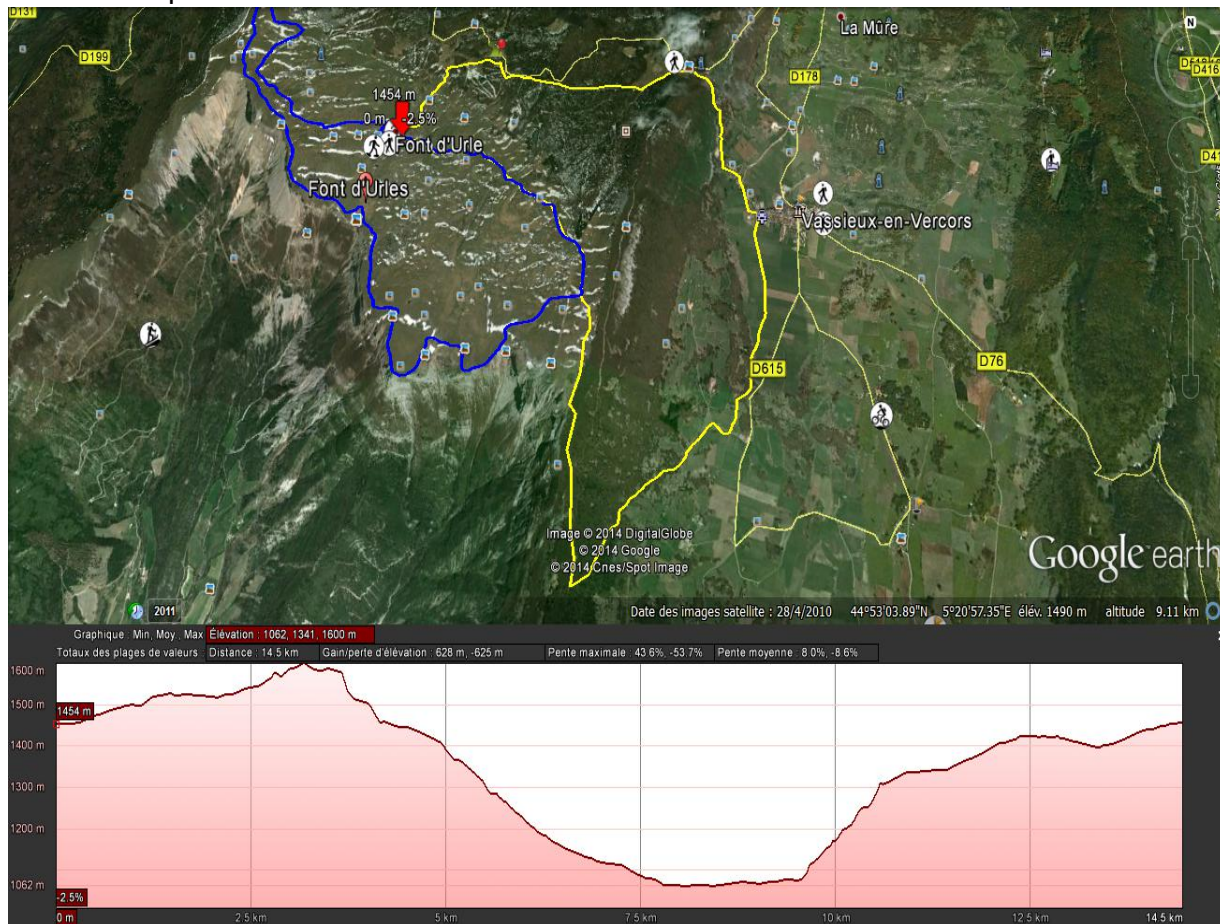 D131
D199
La Mûre
N
D518
D416
D178
1454 m
0 m -2.5%
Font d'Urle
Font d'Urles
Vassieux-en-Vercors
D615
D76
Image © 2014 DigitalGlobe
© 2014 Google
© 2014 Cnes/Spot Image
Google earth
2011
Date des images satellite : 28/4/2010 44°53'03.89"N 5°20'57.35"E élév. 1490 m altitude 9.11 km
Graphique : Min, Moy., Max Élévation : 1062, 1341, 1600 m
Totaux des plages de valeurs Distance : 14.5 km Gain/perte d'élévation : 628 m, -625 m Pente maximale : 43.6%, -53.7% Pente moyenne : 8.0%, -8.6%
1600 m
1500 m
1454 m
1400 m
1300 m
1200 m
1062 m
-2.5%
0 m 2.5 km 5 km 7.5 km 10 km 12.5 km 14.5 km